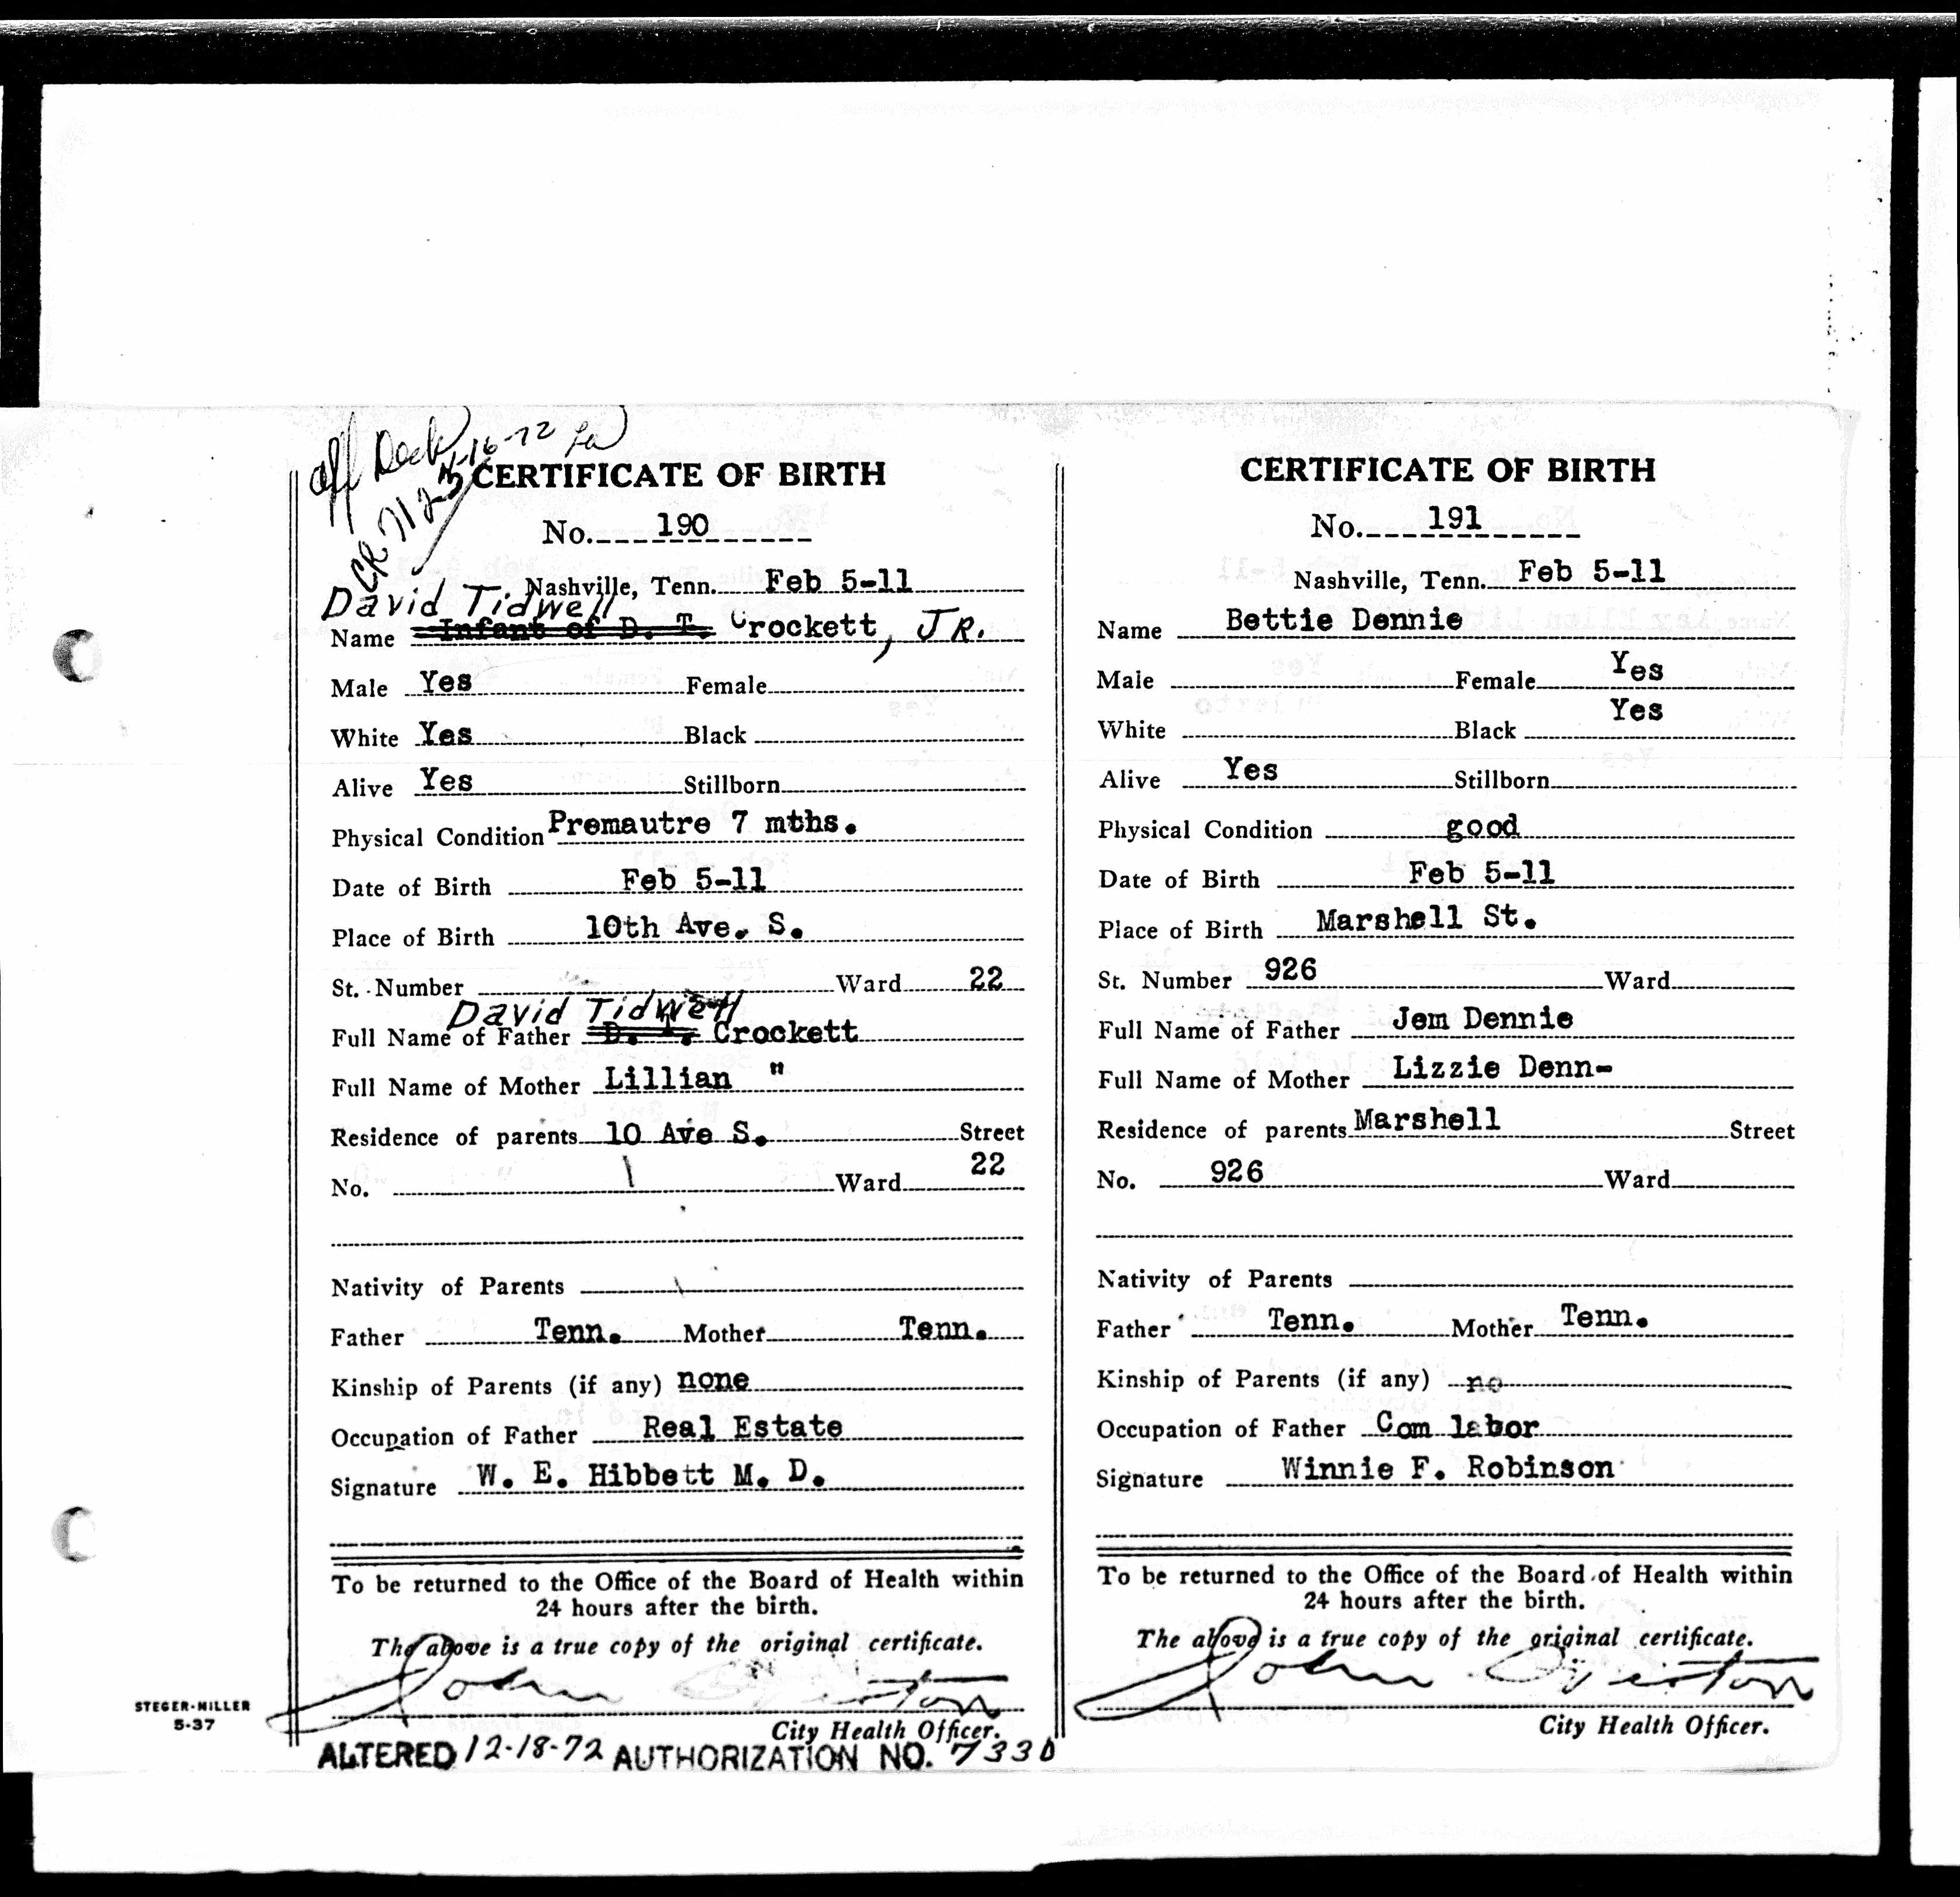 off Deck 4-16-72
CERTIFICATE OF BIRTH
No. 190
Nashville, Tenn. Feb 5-11
David Tidwell
Name Infant of D. T. Crockett, JR.
Male Yes Female
White Yes Black
Alive Yes Stillborn
Physical Condition Premautre 7 mths.
Date of Birth Feb 5-11
Place of Birth 10th Ave. S.
St. Number Ward 22
David Tidwell
Full Name of Father D. T. Crockett
Full Name of Mother Lillian "
Residence of parents 10 Ave S. Street
No. Ward 22
Nativity of Parents
Father Tenn. Mother Tenn.
Kinship of Parents (if any) none
Occupation of Father Real Estate
Signature W. E. Hibbett M. D.
To be returned to the Office of the Board of Health within
24 hours after the birth.
The above is a true copy of the original certificate.
John Overton
City Health Officer.
ALTERED 12-18-72 AUTHORIZATION NO. 7330
STEGER-MILLER
5-37
CERTIFICATE OF BIRTH
No. 191
Nashville, Tenn. Feb 5-11
Name Bettie Dennie
Male Female Yes
White Black Yes
Alive Yes Stillborn
Physical Condition good
Date of Birth Feb 5-11
Place of Birth Marshell St.
St. Number 926 Ward
Full Name of Father Jem Dennie
Full Name of Mother Lizzie Denn-
Residence of parents Marshell Street
No. 926 Ward
Nativity of Parents
Father Tenn. Mother Tenn.
Kinship of Parents (if any) no
Occupation of Father Com labor
Signature Winnie F. Robinson
To be returned to the Office of the Board of Health within
24 hours after the birth.
The above is a true copy of the original certificate.
John Overton
City Health Officer.